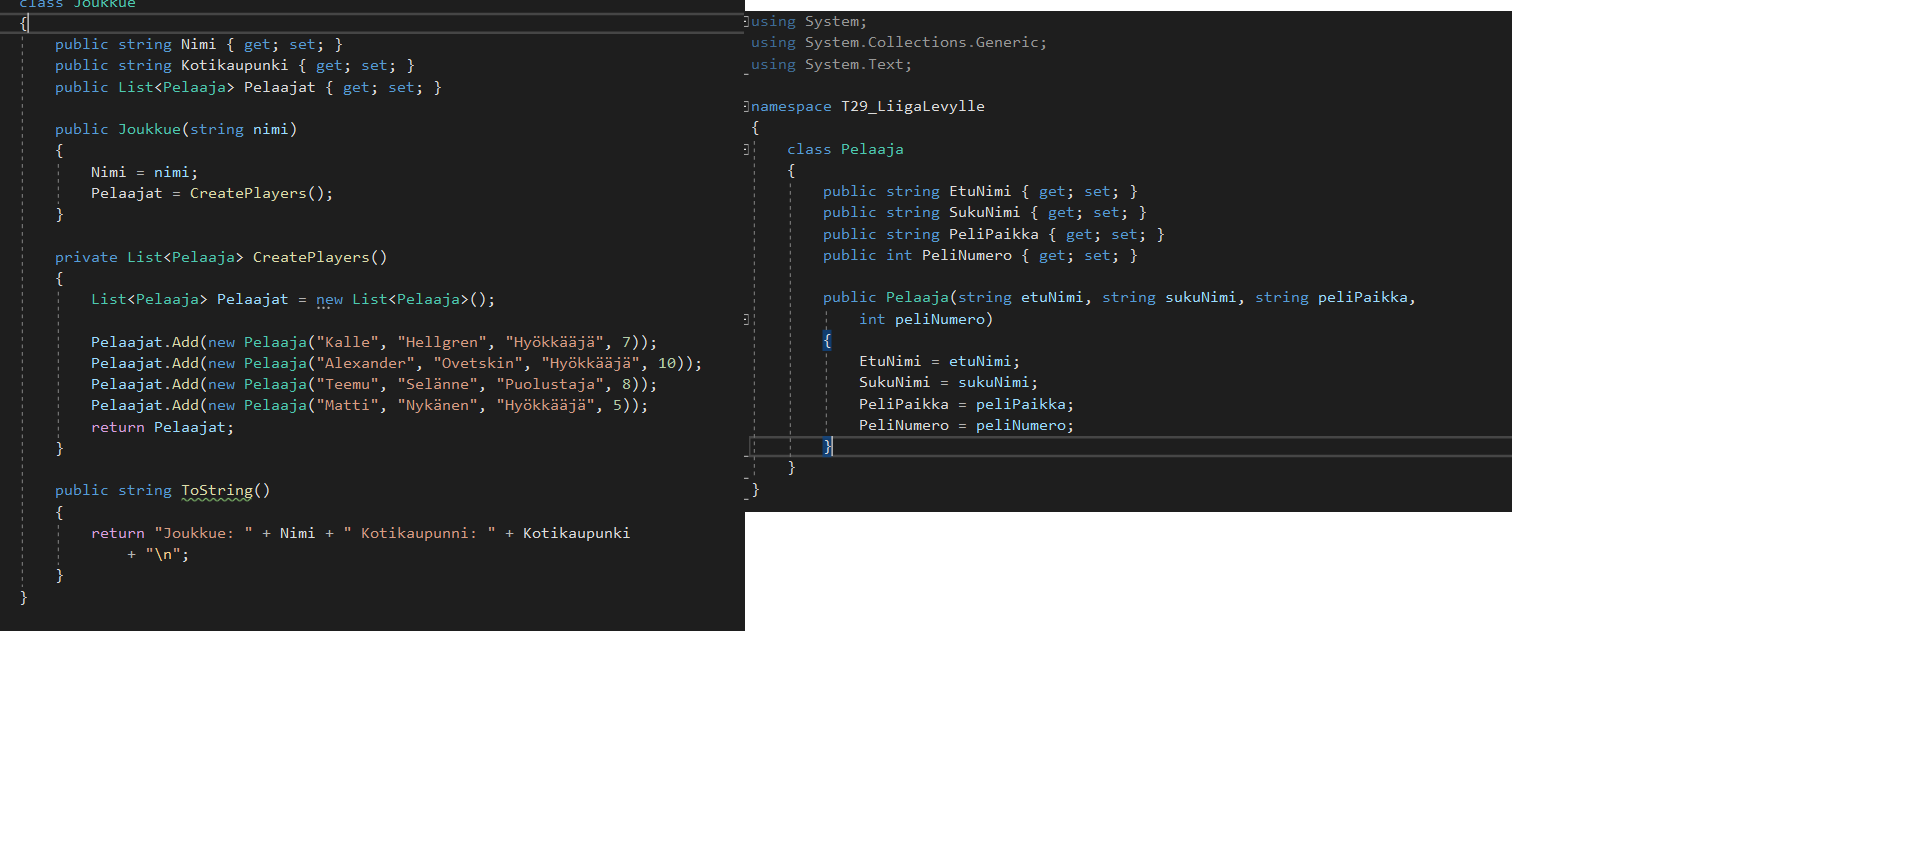 class Joukkue
{
public string Nimi { get; set; }
public string Kotikaupunki { get; set; }
public List<Pelaaja> Pelaajat { get; set; }
public Joukkue(string nimi)
{
Nimi = nimi;
Pelaajat = CreatePlayers();
}
private List<Pelaaja> CreatePlayers()
{
List<Pelaaja> Pelaajat = new List<Pelaaja>();
Pelaajat.Add(new Pelaaja("Kalle", "Hellgren", "Hyökkääjä", 7));
Pelaajat.Add(new Pelaaja("Alexander", "Ovetskin", "Hyökkääjä", 10));
Pelaajat.Add(new Pelaaja("Teemu", "Selänne", "Puolustaja", 8));
Pelaajat.Add(new Pelaaja("Matti", "Nykänen", "Hyökkääjä", 5));
return Pelaajat;
}
public string ToString()
{
return "Joukkue: " + Nimi + " Kotikaupunni: " + Kotikaupunki
+ "\n";
}
}
using System;
using System.Collections.Generic;
using System.Text;
namespace T29_LiigaLevylle
{
class Pelaaja
{
public string EtuNimi { get; set; }
public string SukuNimi { get; set; }
public string PeliPaikka { get; set; }
public int PeliNumero { get; set; }
public Pelaaja(string etuNimi, string sukuNimi, string peliPaikka,
int peliNumero)
{
EtuNimi = etuNimi;
SukuNimi = sukuNimi;
PeliPaikka = peliPaikka;
PeliNumero = peliNumero;
}
}
}